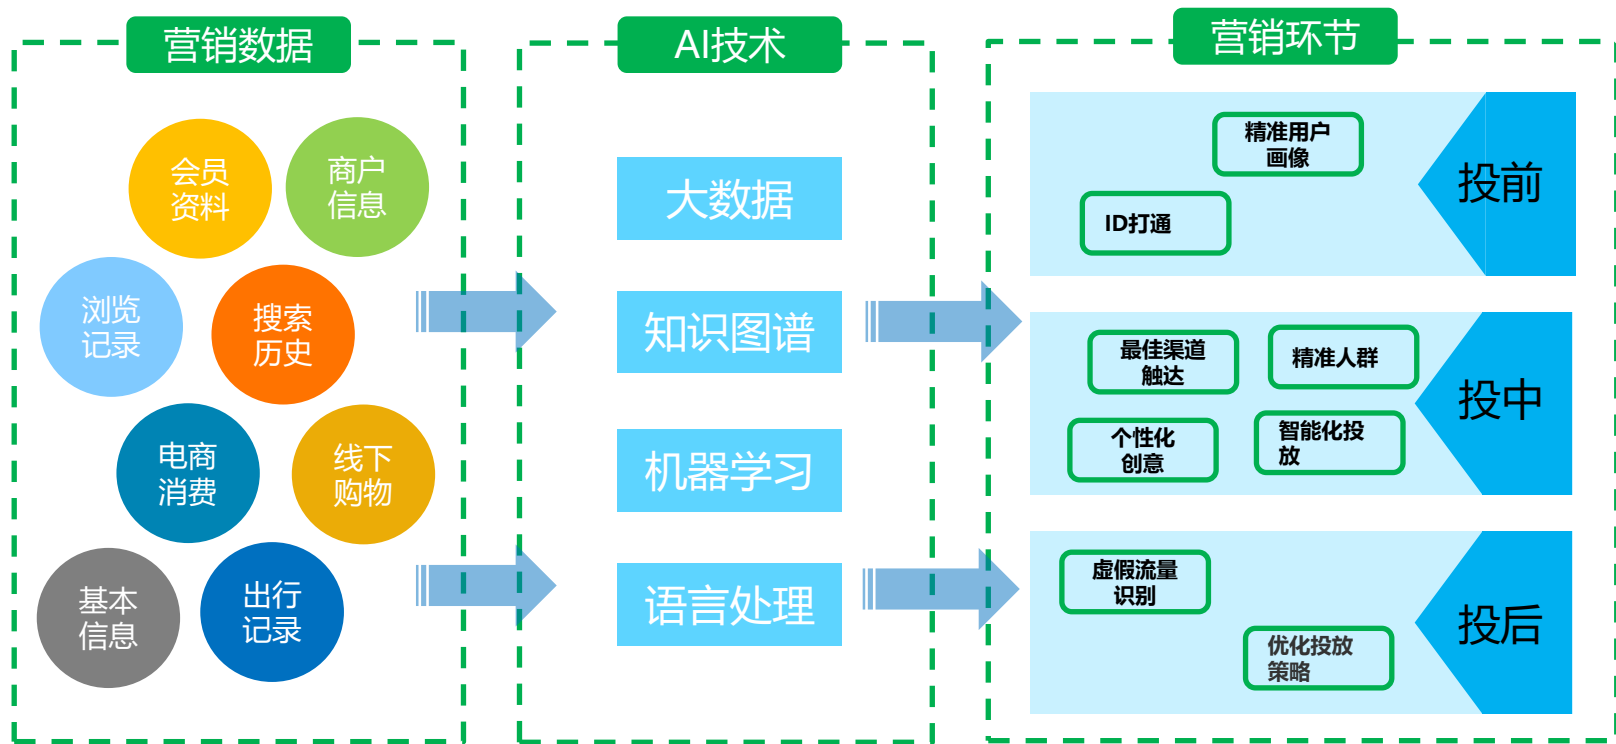 营销数据
会员
资料
商户
信息
浏览
记录
搜索
历史
电商
消费
线下
购物
基本
信息
出行
记录
AI技术
大数据
知识图谱
机器学习
语言处理
营销环节
精准用户
画像
ID打通
投前
最佳渠道
触达
精准人群
个性化
创意
智能化投
放
投中
虚假流量
识别
优化投放
策略
投后